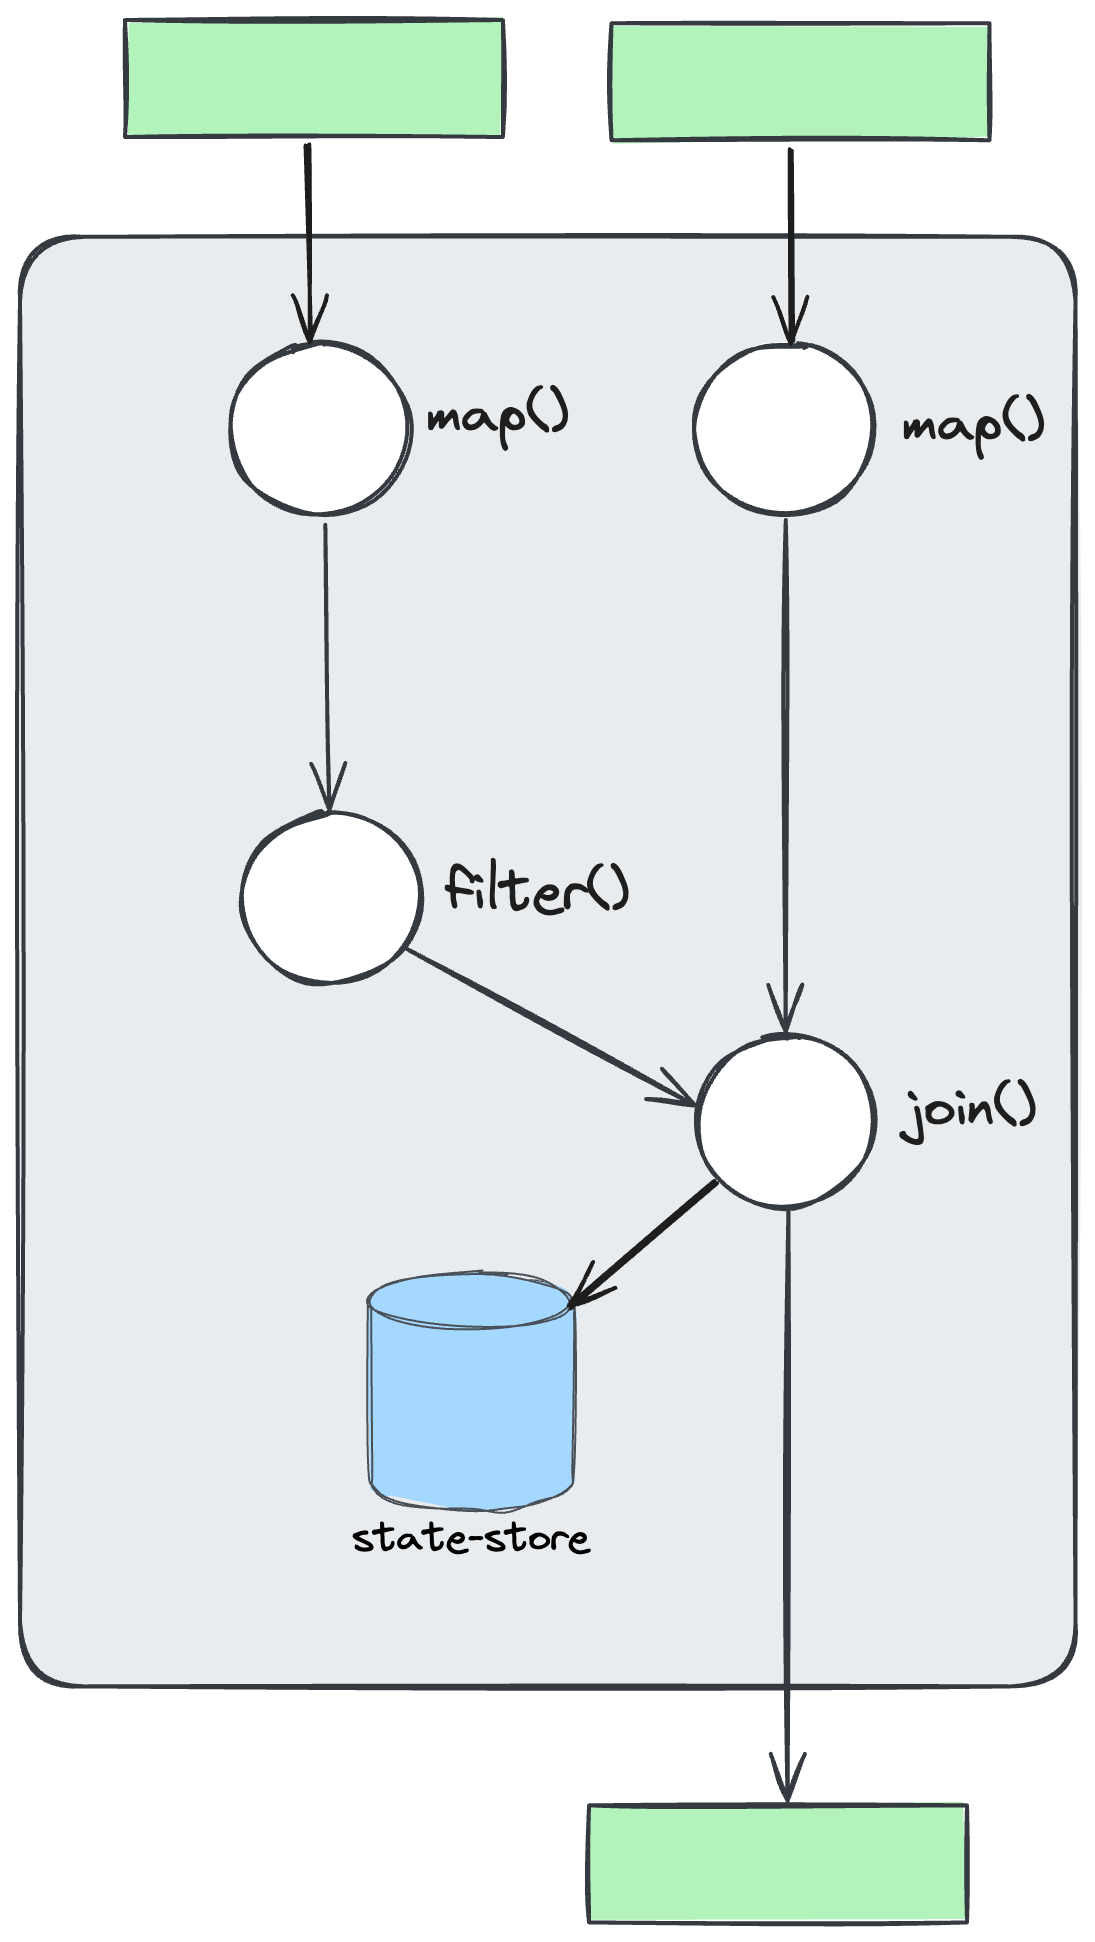 map()
map()
filter()
join()
state-store